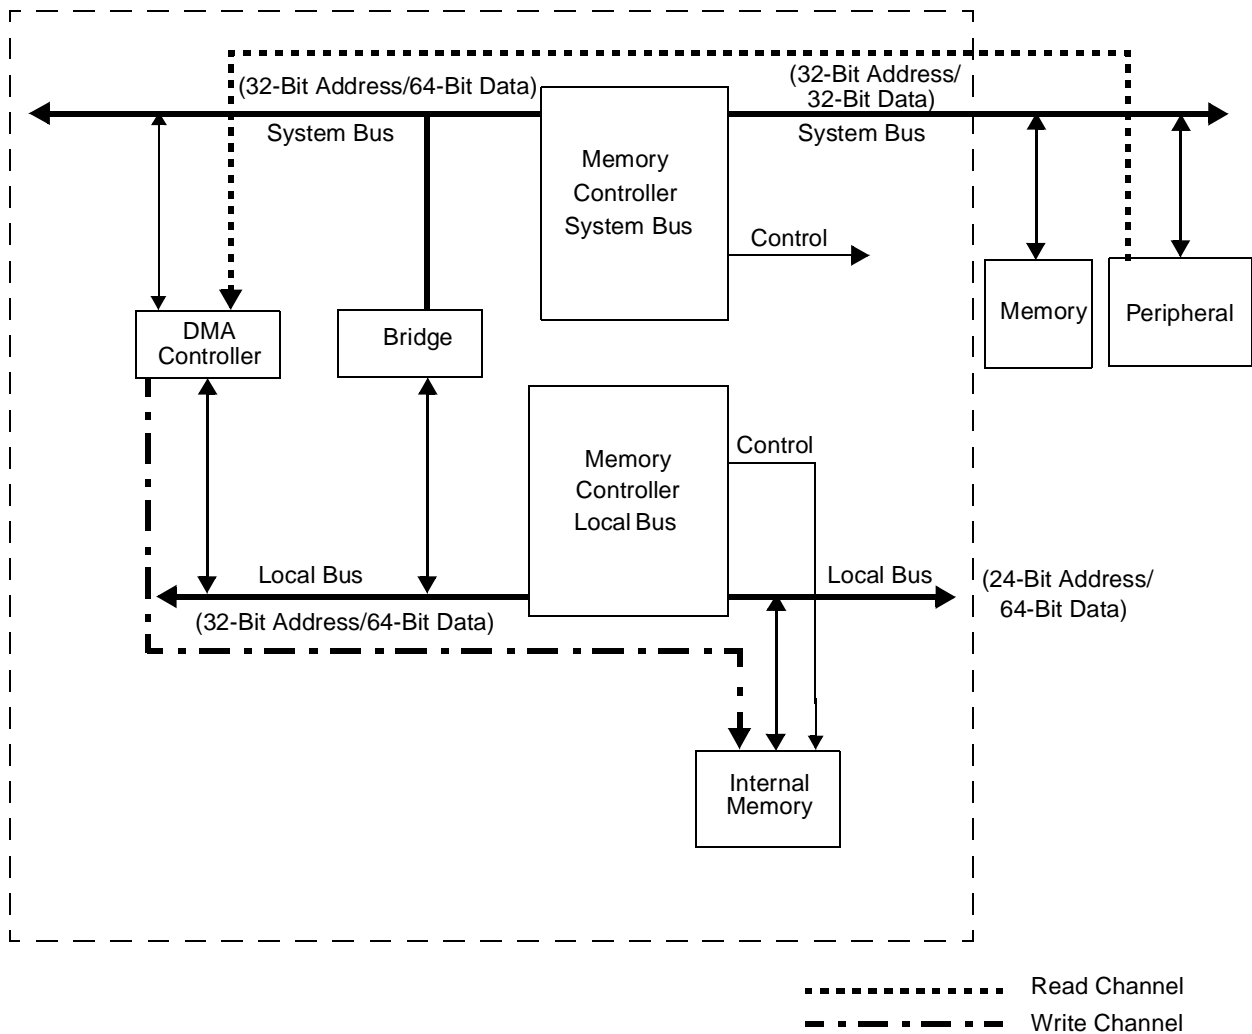 (32-Bit Address/64-Bit Data)
System Bus
(32-Bit Address/
32-Bit Data)
System Bus
Memory
Controller
System Bus
Control
DMA
Controller
Bridge
Memory
Peripheral
Memory
Controller
Local Bus
Control
Local Bus
(32-Bit Address/64-Bit Data)
Local Bus
(24-Bit Address/
64-Bit Data)
Internal
Memory
Read Channel
Write Channel